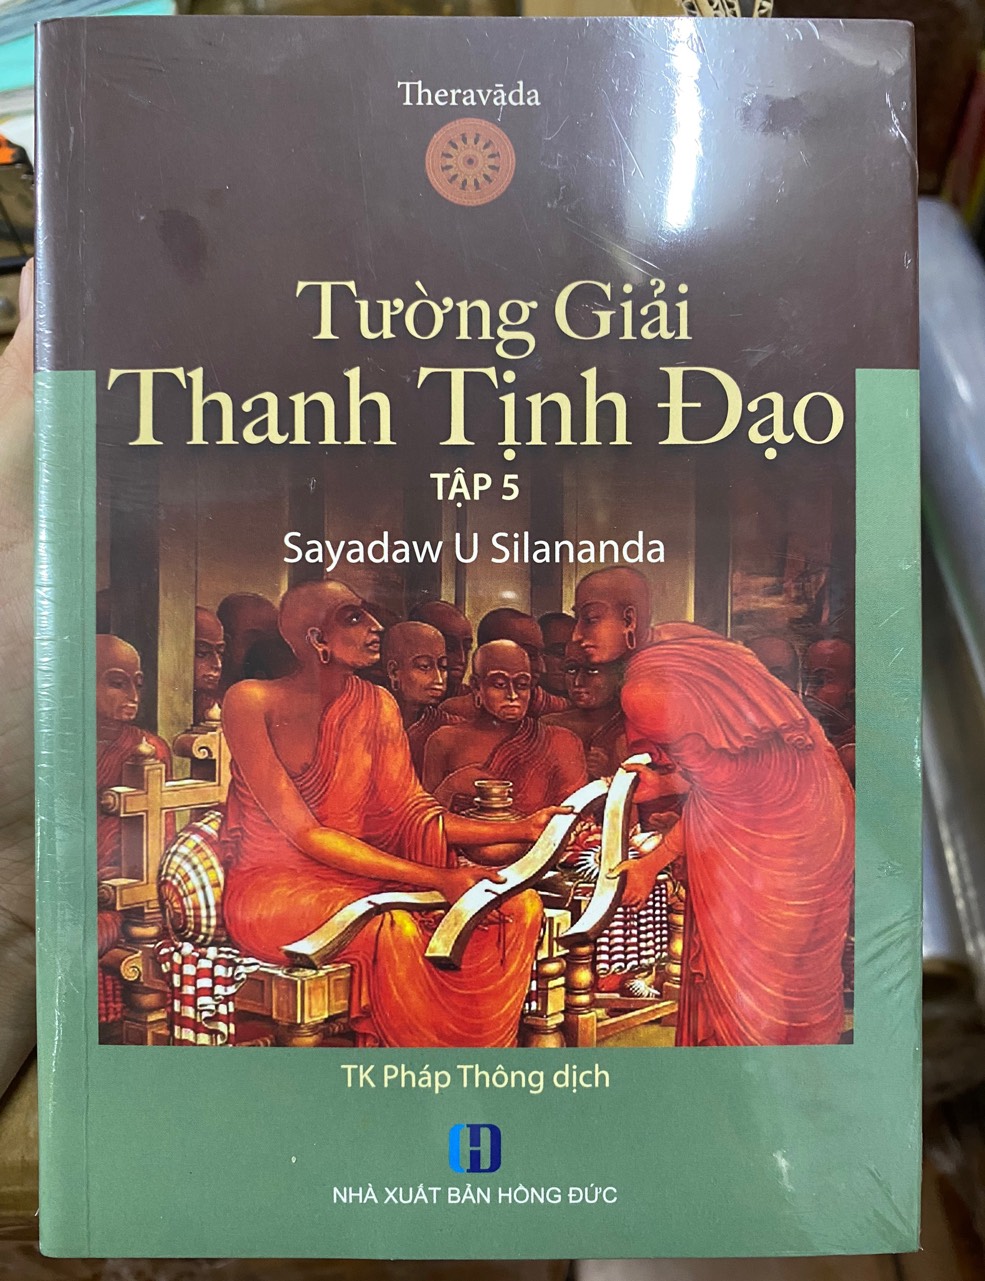 Theravāda
Tường Giải
Thanh Tịnh Đạo
TẬP 5
Sayadaw U Silananda
TK Pháp Thông dịch
NHÀ XUẤT BẢN HỒNG ĐỨC